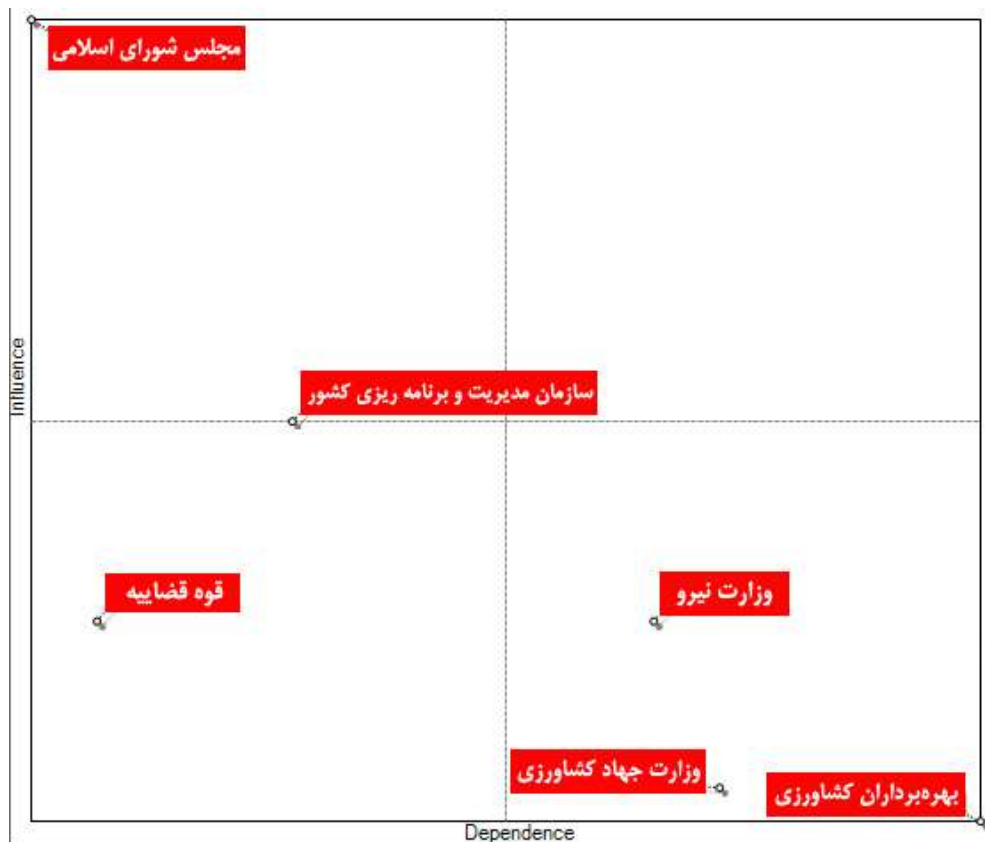 مجلس شورای اسلامی
Influence
سازمان مدیریت و برنامه ریزی کشور
قوه قضاییه
وزارت نیرو
وزارت جهاد کشاورزی
بهره‌برداران کشاورزی
Dependence